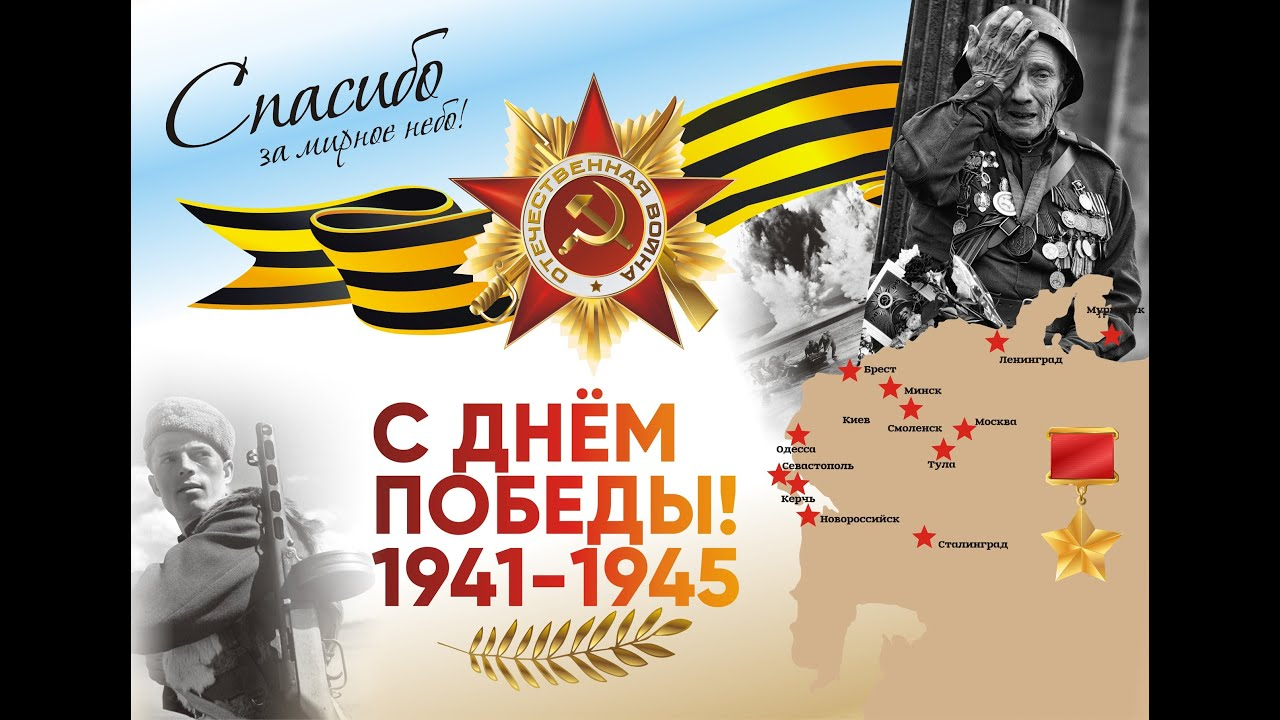 Спасибо
за мирное небо!
ОТЕЧЕСТВЕННАЯ ВОЙНА
С ДНЁМ
ПОБЕДЫ!
1941-1945
Ленинград
Брест
Минск
Киев
Смоленск
Москва
Одесса
Тула
Севастополь
Керчь
Новороссийск
Сталинград